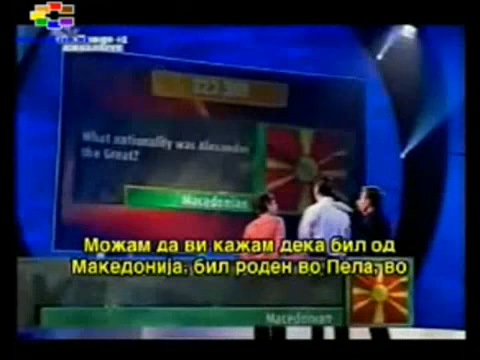 What nationality was Alexander
the Great?
Macedonian
Можам да ви кажам дека бил од
Македонија, бил роден во Пела, во
Macedonian